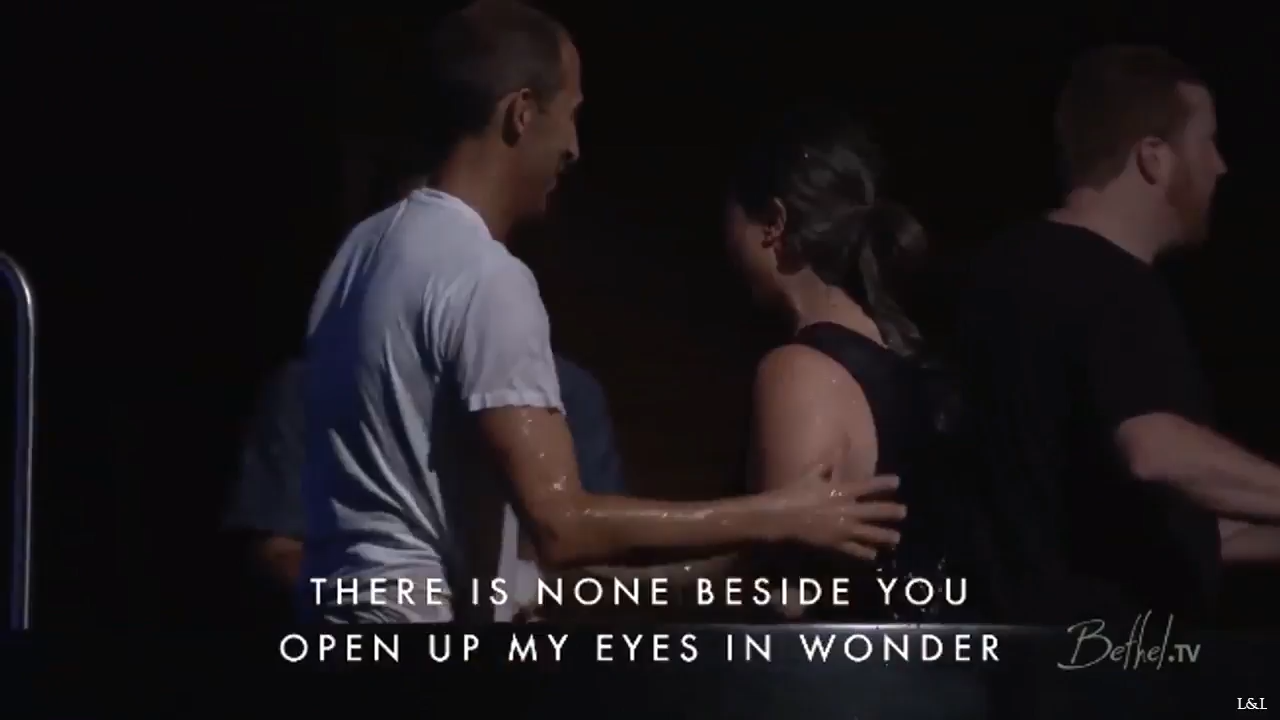 THERE IS NONE BESIDE YOU
OPEN UP MY EYES IN WONDER
Bethel.TV
L&L